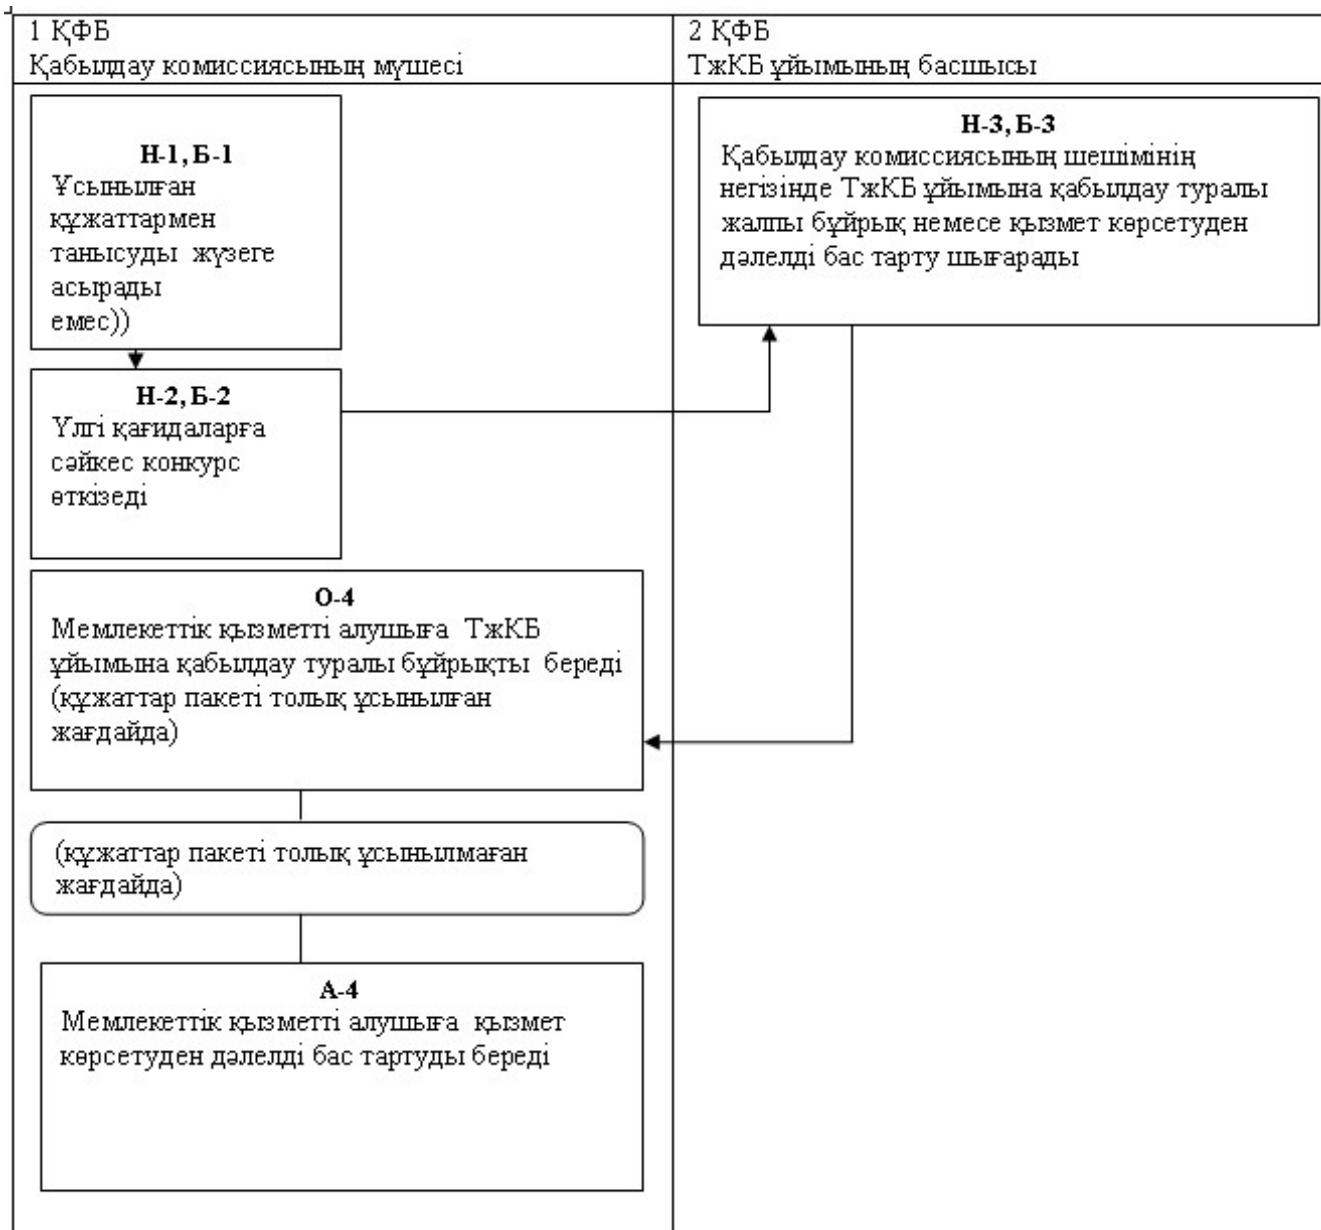 1 ҚФБ
Қабылдау комиссиясының мүшесі
2 ҚФБ
ТжКБ ұйымының басшысы
Н-1, Б-1
Ұсынылған
құжаттармен
танысуды жүзеге
асырады
емес))
Н-2, Б-2
Үлгі қағидаларға
сәйкес конкурс
өткізеді
Н-3, Б-3
Қабылдау комиссиясының шешімінің
негізінде ТжКБ ұйымына қабылдау туралы
жалпы бұйрық немесе қызмет көрсетуден
дәлелді бас тарту шығарады
О-4
Мемлекеттік қызметті алушыға ТжКБ
ұйымына қабылдау туралы бұйрықты береді
(құжаттар пакеті толық ұсынылған
жағдайда)
(құжаттар пакеті толық ұсынылмаған
жағдайда)
А-4
Мемлекеттік қызметті алушыға қызмет
көрсетуден дәлелді бас тартуды береді